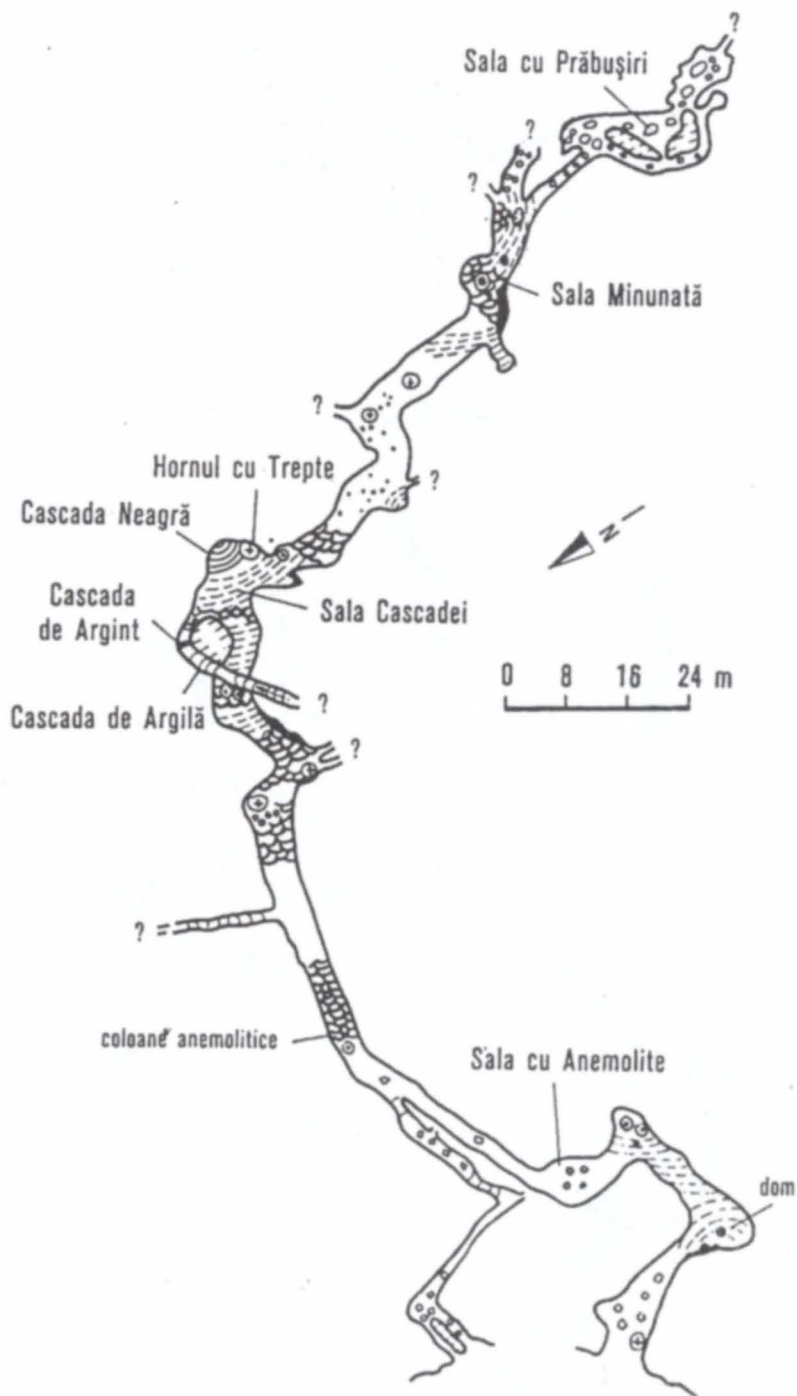 ?
Sala cu Prăbușiri
?
?
Sala Minunată
?
Hornul cu Trepte
?
Cascada Neagră
N
Cascada
de Argint
Sala Cascadei
0 8 16 24 m
Cascada de Argilă
?
?
?
coloane anemolitice
Sala cu Anemolite
dom